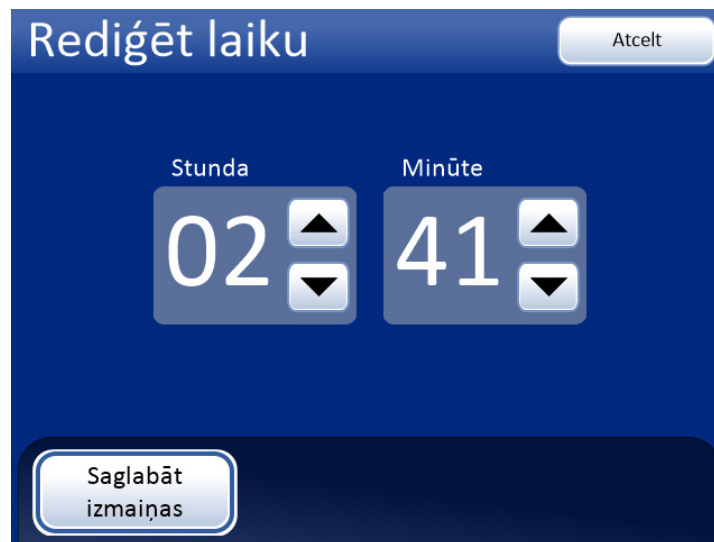 Rediģēt laiku
Atcelt
Stunda
Minūte
02
41
Saglabāt
izmaiņas